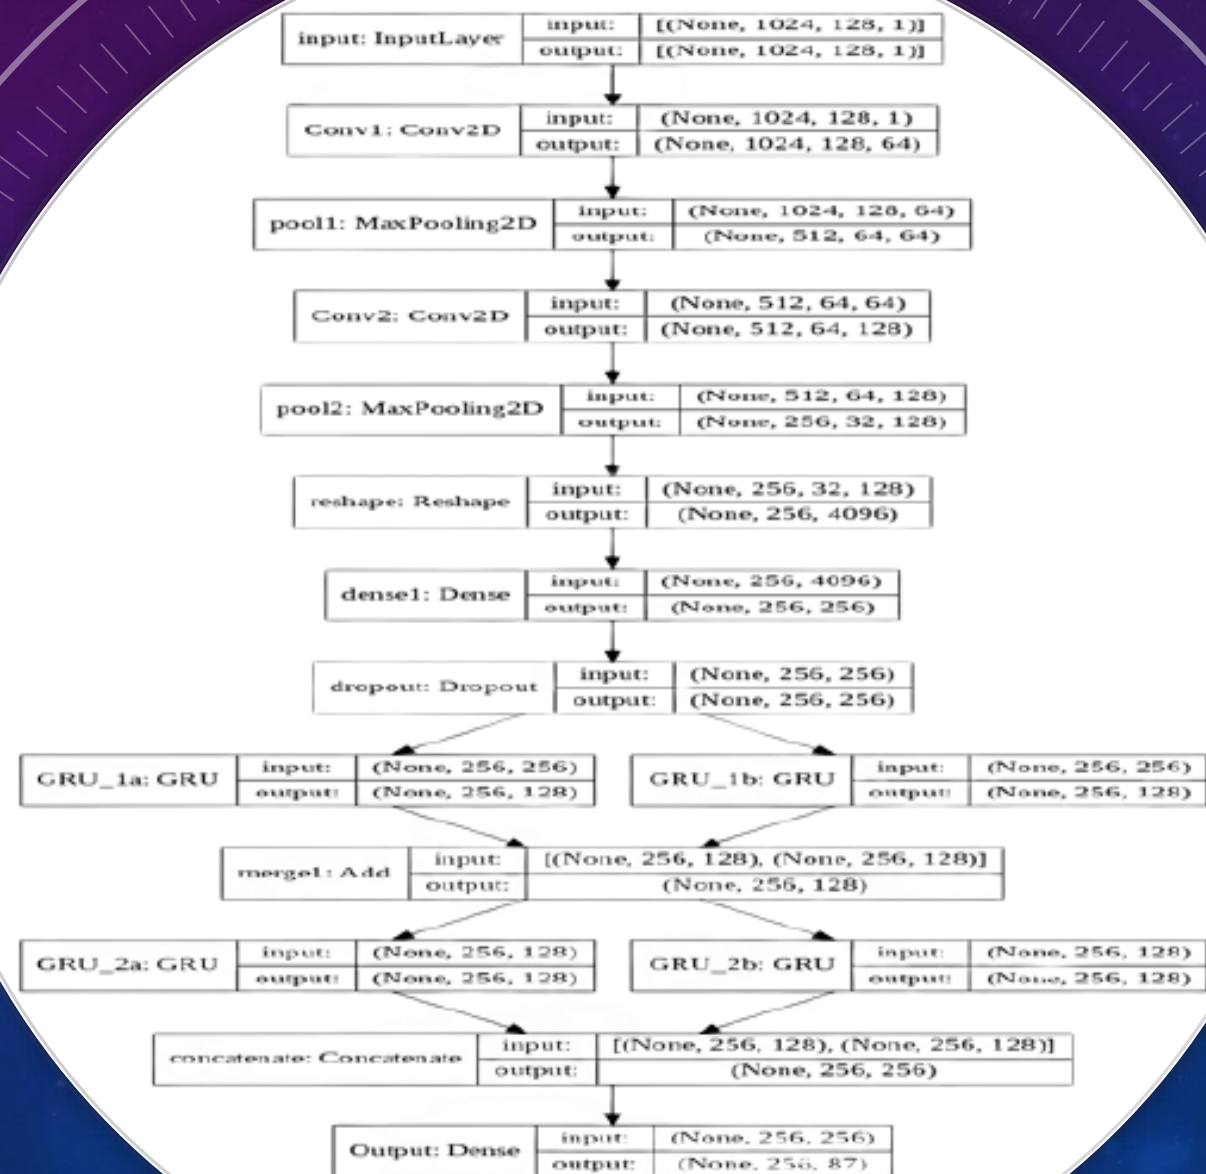 input: InputLayer
input: [(None, 1024, 128, 1)]
output: [(None, 1024, 128, 1)]
Conv1: Conv2D
input: (None, 1024, 128, 1)
output: (None, 1024, 128, 64)
pool1: MaxPooling2D
input: (None, 1024, 128, 64)
output: (None, 512, 64, 64)
Conv2: Conv2D
input: (None, 512, 64, 64)
output: (None, 512, 64, 128)
pool2: MaxPooling2D
input: (None, 512, 64, 128)
output: (None, 256, 32, 128)
reshape: Reshape
input: (None, 256, 32, 128)
output: (None, 256, 4096)
dense1: Dense
input: (None, 256, 4096)
output: (None, 256, 256)
dropout: Dropout
input: (None, 256, 256)
output: (None, 256, 256)
GRU_1a: GRU
input: (None, 256, 256)
output: (None, 256, 128)
GRU_1b: GRU
input: (None, 256, 256)
output: (None, 256, 128)
merge1: Add
input: [(None, 256, 128), (None, 256, 128)]
output: (None, 256, 128)
GRU_2a: GRU
input: (None, 256, 128)
output: (None, 256, 128)
GRU_2b: GRU
input: (None, 256, 128)
output: (None, 256, 128)
concatenate: Concatenate
input: [(None, 256, 128), (None, 256, 128)]
output: (None, 256, 256)
Output: Dense
input: (None, 256, 256)
output: (None, 256, 87)